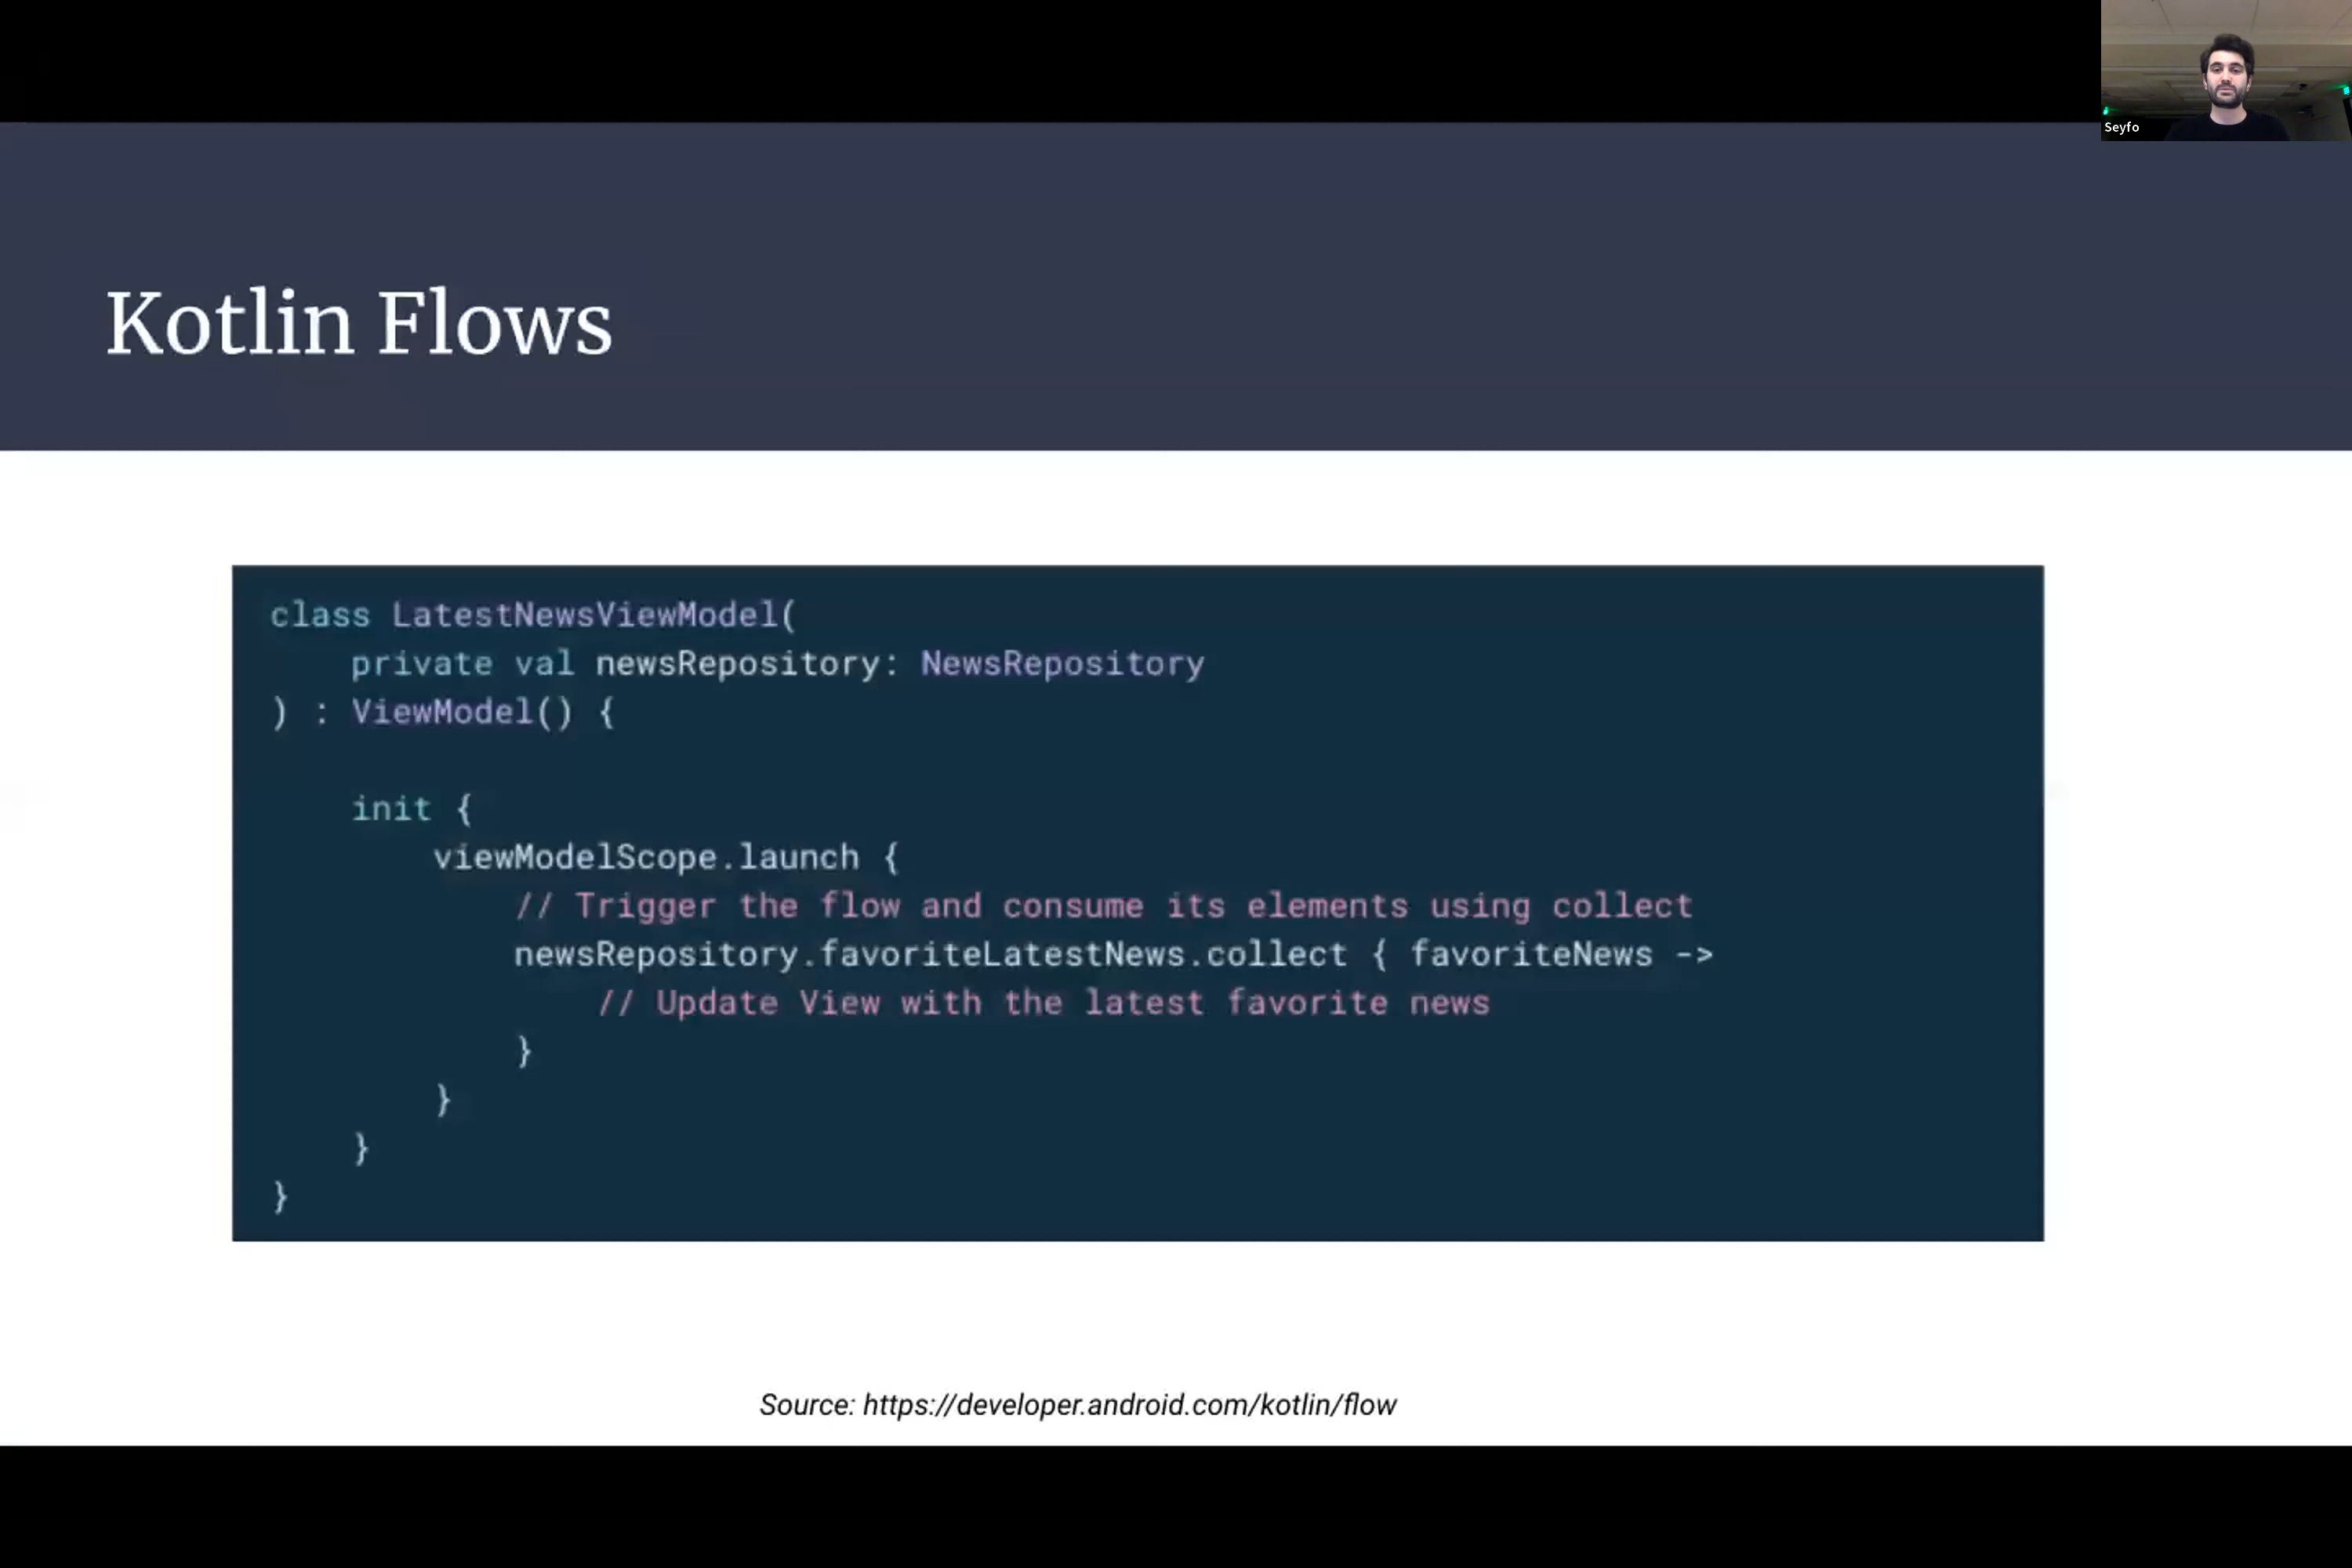 Seyfo
Kotlin Flows
class LatestNewsViewModel(
    private val newsRepository: NewsRepository
) : ViewModel() {

    init {
        viewModelScope.launch {
            // Trigger the flow and consume its elements using collect
            newsRepository.favoriteLatestNews.collect { favoriteNews ->
                // Update View with the latest favorite news
            }
        }
    }
}
Source: https://developer.android.com/kotlin/flow